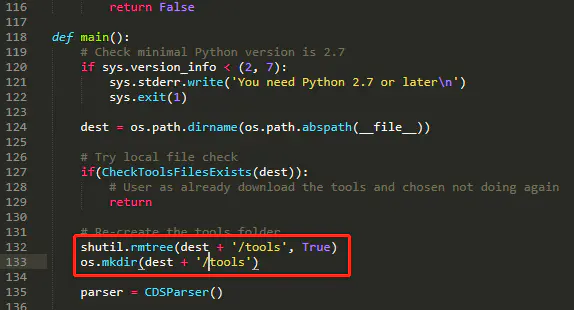 116 return False
117
118 def main():
119 # Check minimal Python version is 2.7
120 if sys.version_info < (2, 7):
121 sys.stderr.write('You need Python 2.7 or later\n')
122 sys.exit(1)
123
124 dest = os.path.dirname(os.path.abspath(__file__))
125
126 # Try local file check
127 if(CheckToolsFilesExists(dest)):
128 # User as already download the tools and chosen not doing again
129 return
130
131 # Re-create the tools folder
132 shutil.rmtree(dest + '/tools', True)
133 os.mkdir(dest + '/tools')
134
135 parser = CDSParser()
136